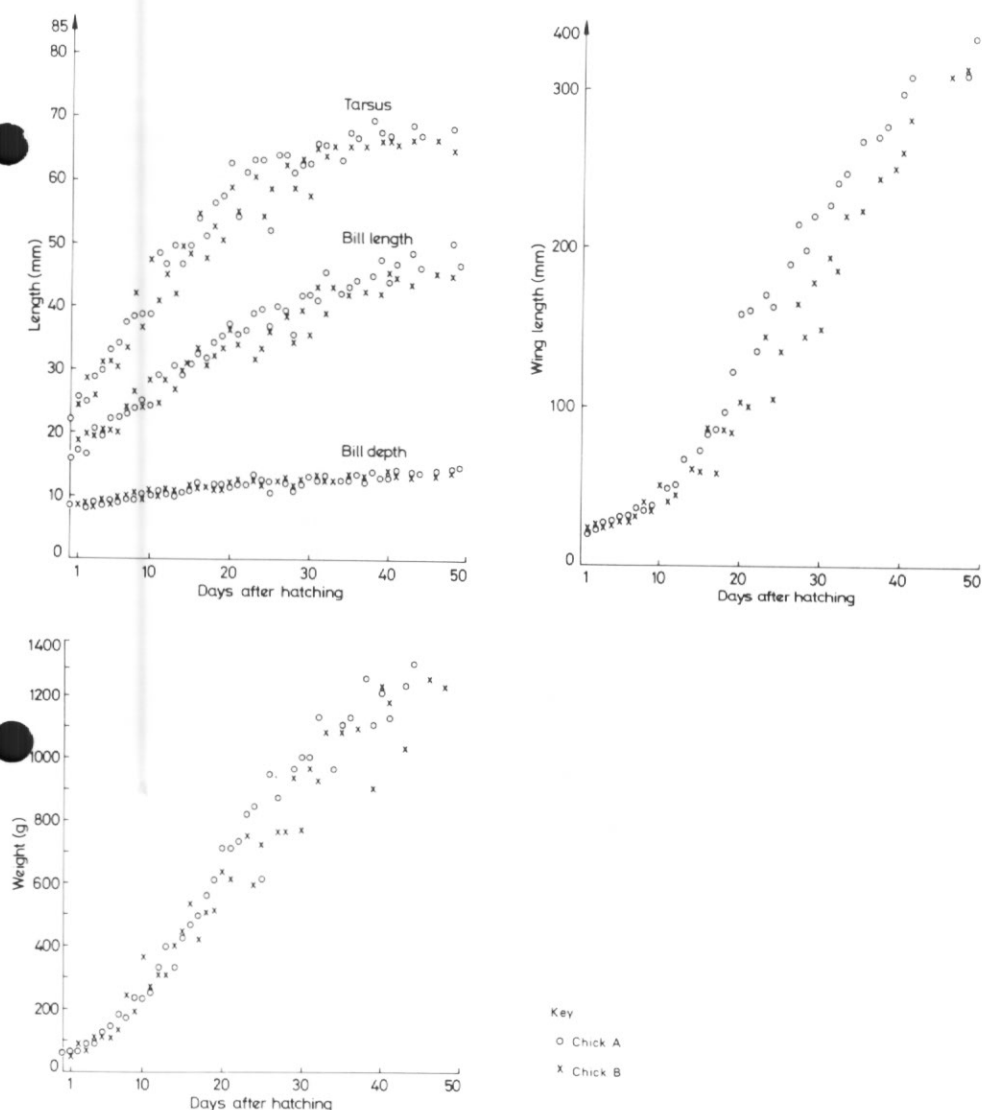 85
80
70
60
50
40
30
20
10
0
Length (mm)
Tarsus
Bill length
Bill depth
1 10 20 30 40 50
Days after hatching
400
300
200
100
0
Wing length (mm)
1 10 20 30 40 50
Days after hatching
1400
1200
1000
800
600
400
200
0
Weight (g)
1 10 20 30 40 50
Days after hatching
Key
o Chick A
x Chick B